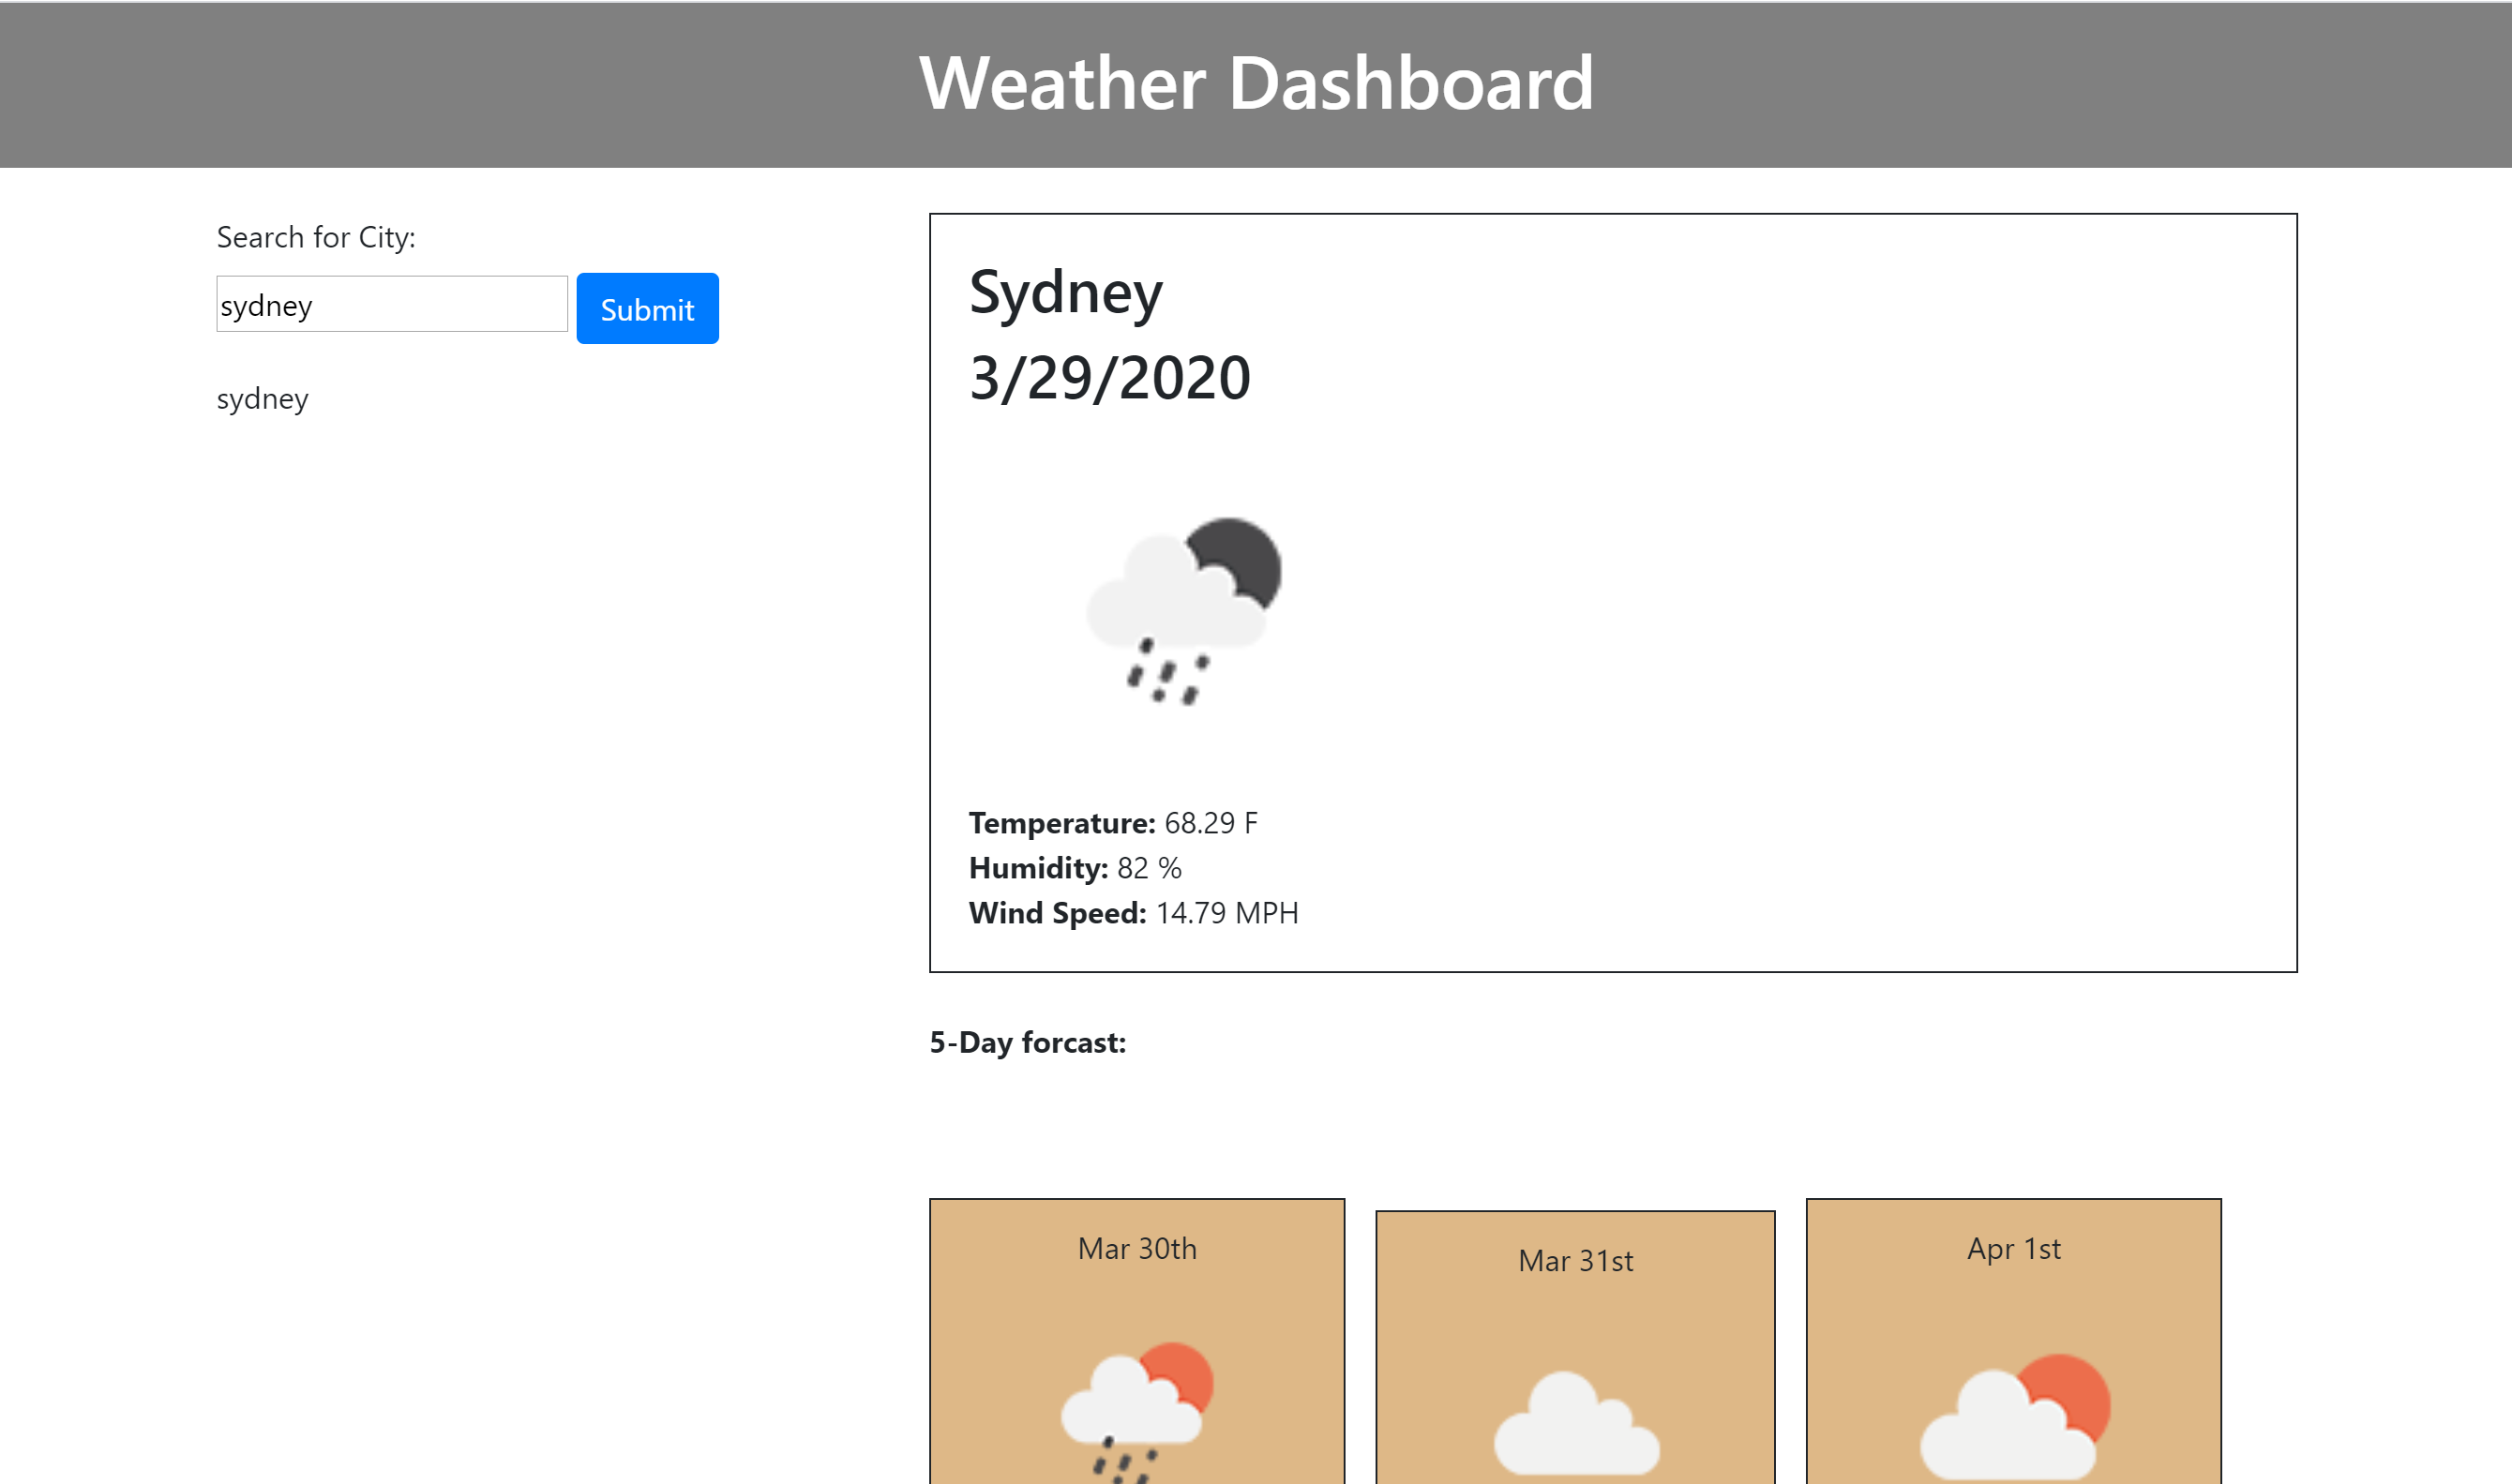 Weather Dashboard
Search for City:
sydney
Submit
sydney
Sydney
3/29/2020
Temperature: 68.29 F
Humidity: 82 %
Wind Speed: 14.79 MPH
5-Day forcast:
Mar 30th
Mar 31st
Apr 1st